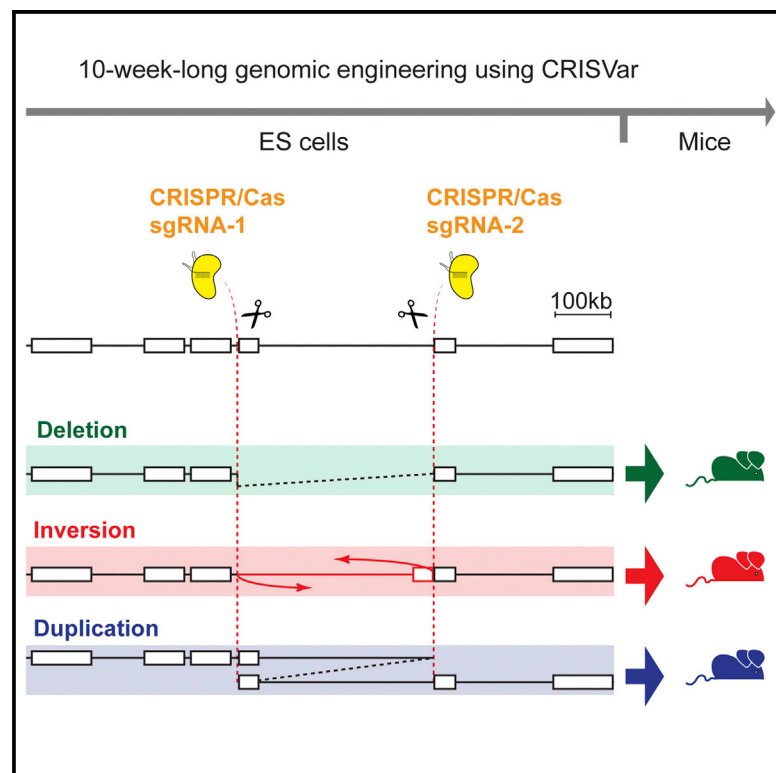 10-week-long genomic engineering using CRISVar
ES cells
Mice
CRISPR/Cas
sgRNA-1
CRISPR/Cas
sgRNA-2
100kb
Deletion
Inversion
Duplication